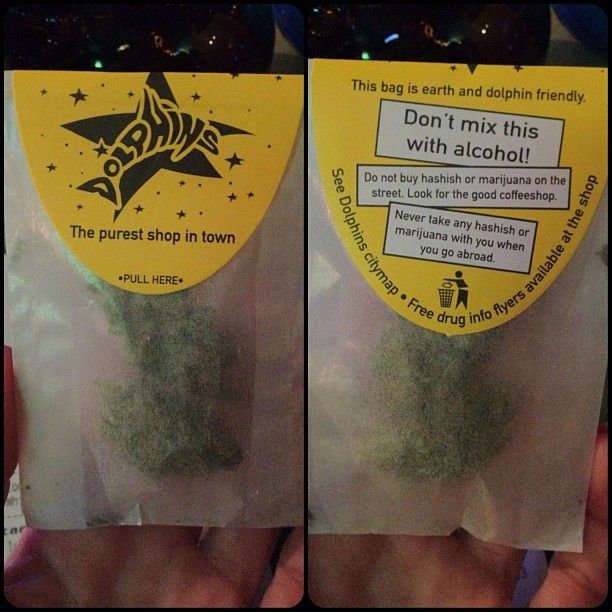 DOLPHINS
The purest shop in town
•PULL HERE•
This bag is earth and dolphin friendly.
Don't mix this
with alcohol!
Do not buy hashish or marijuana on the
street. Look for the good coffeeshop.
Never take any hashish or
marijuana with you when
you go abroad.
See Dolphins citymap • Free drug info flyers available at the shop